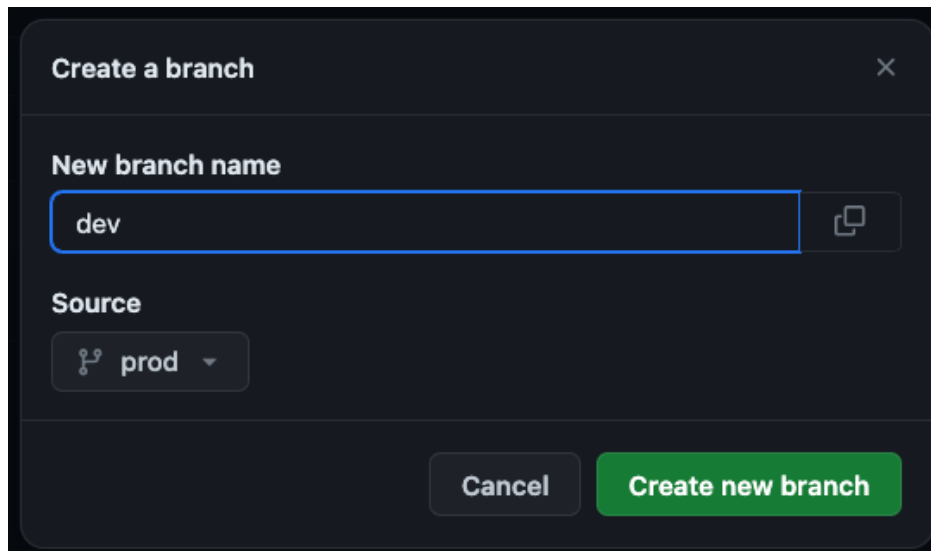 Create a branch
New branch name
dev
Source
prod
Cancel
Create new branch